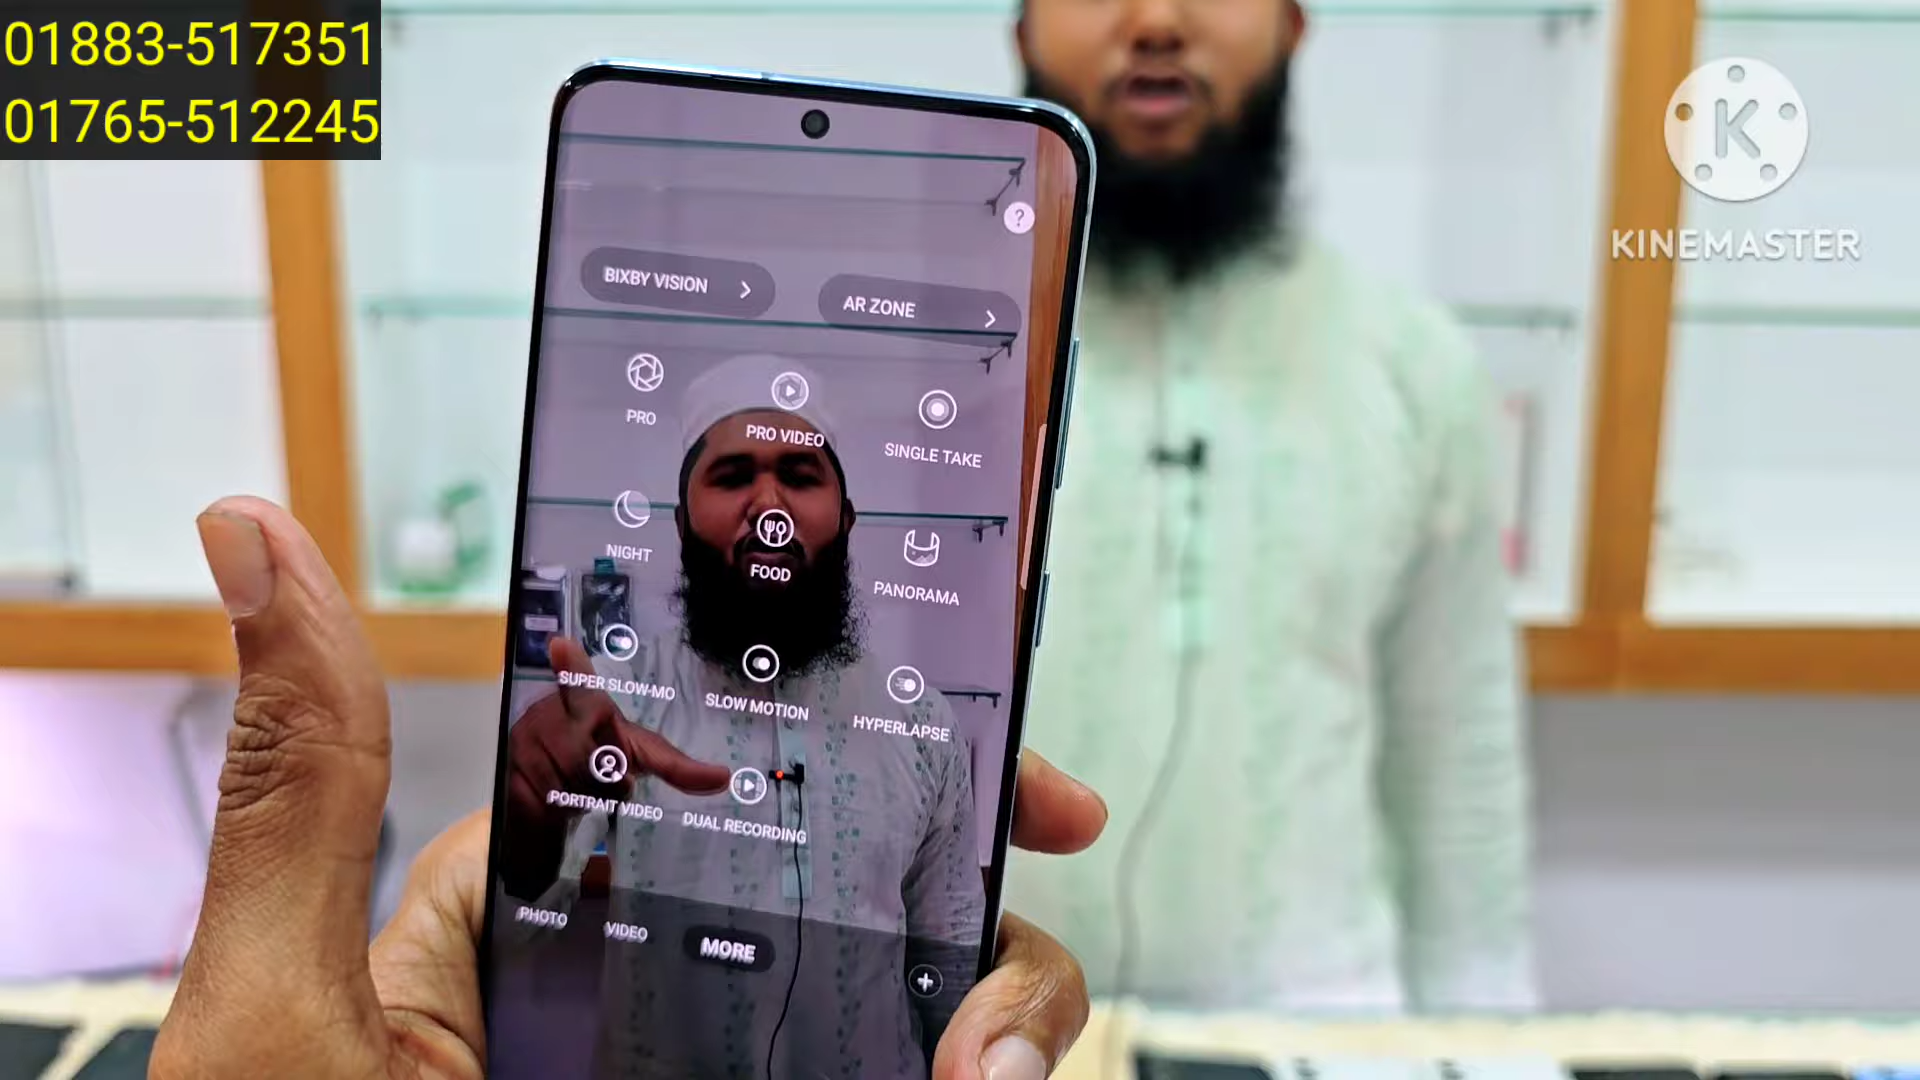 01883-517351
01765-512245
K
KINEMASTER
?
BIXBY VISION
AR ZONE
PRO
PRO VIDEO
SINGLE TAKE
NIGHT
FOOD
PANORAMA
SUPER SLOW-MO
SLOW MOTION
HYPERLAPSE
PORTRAIT VIDEO
DUAL RECORDING
PHOTO
VIDEO
MORE